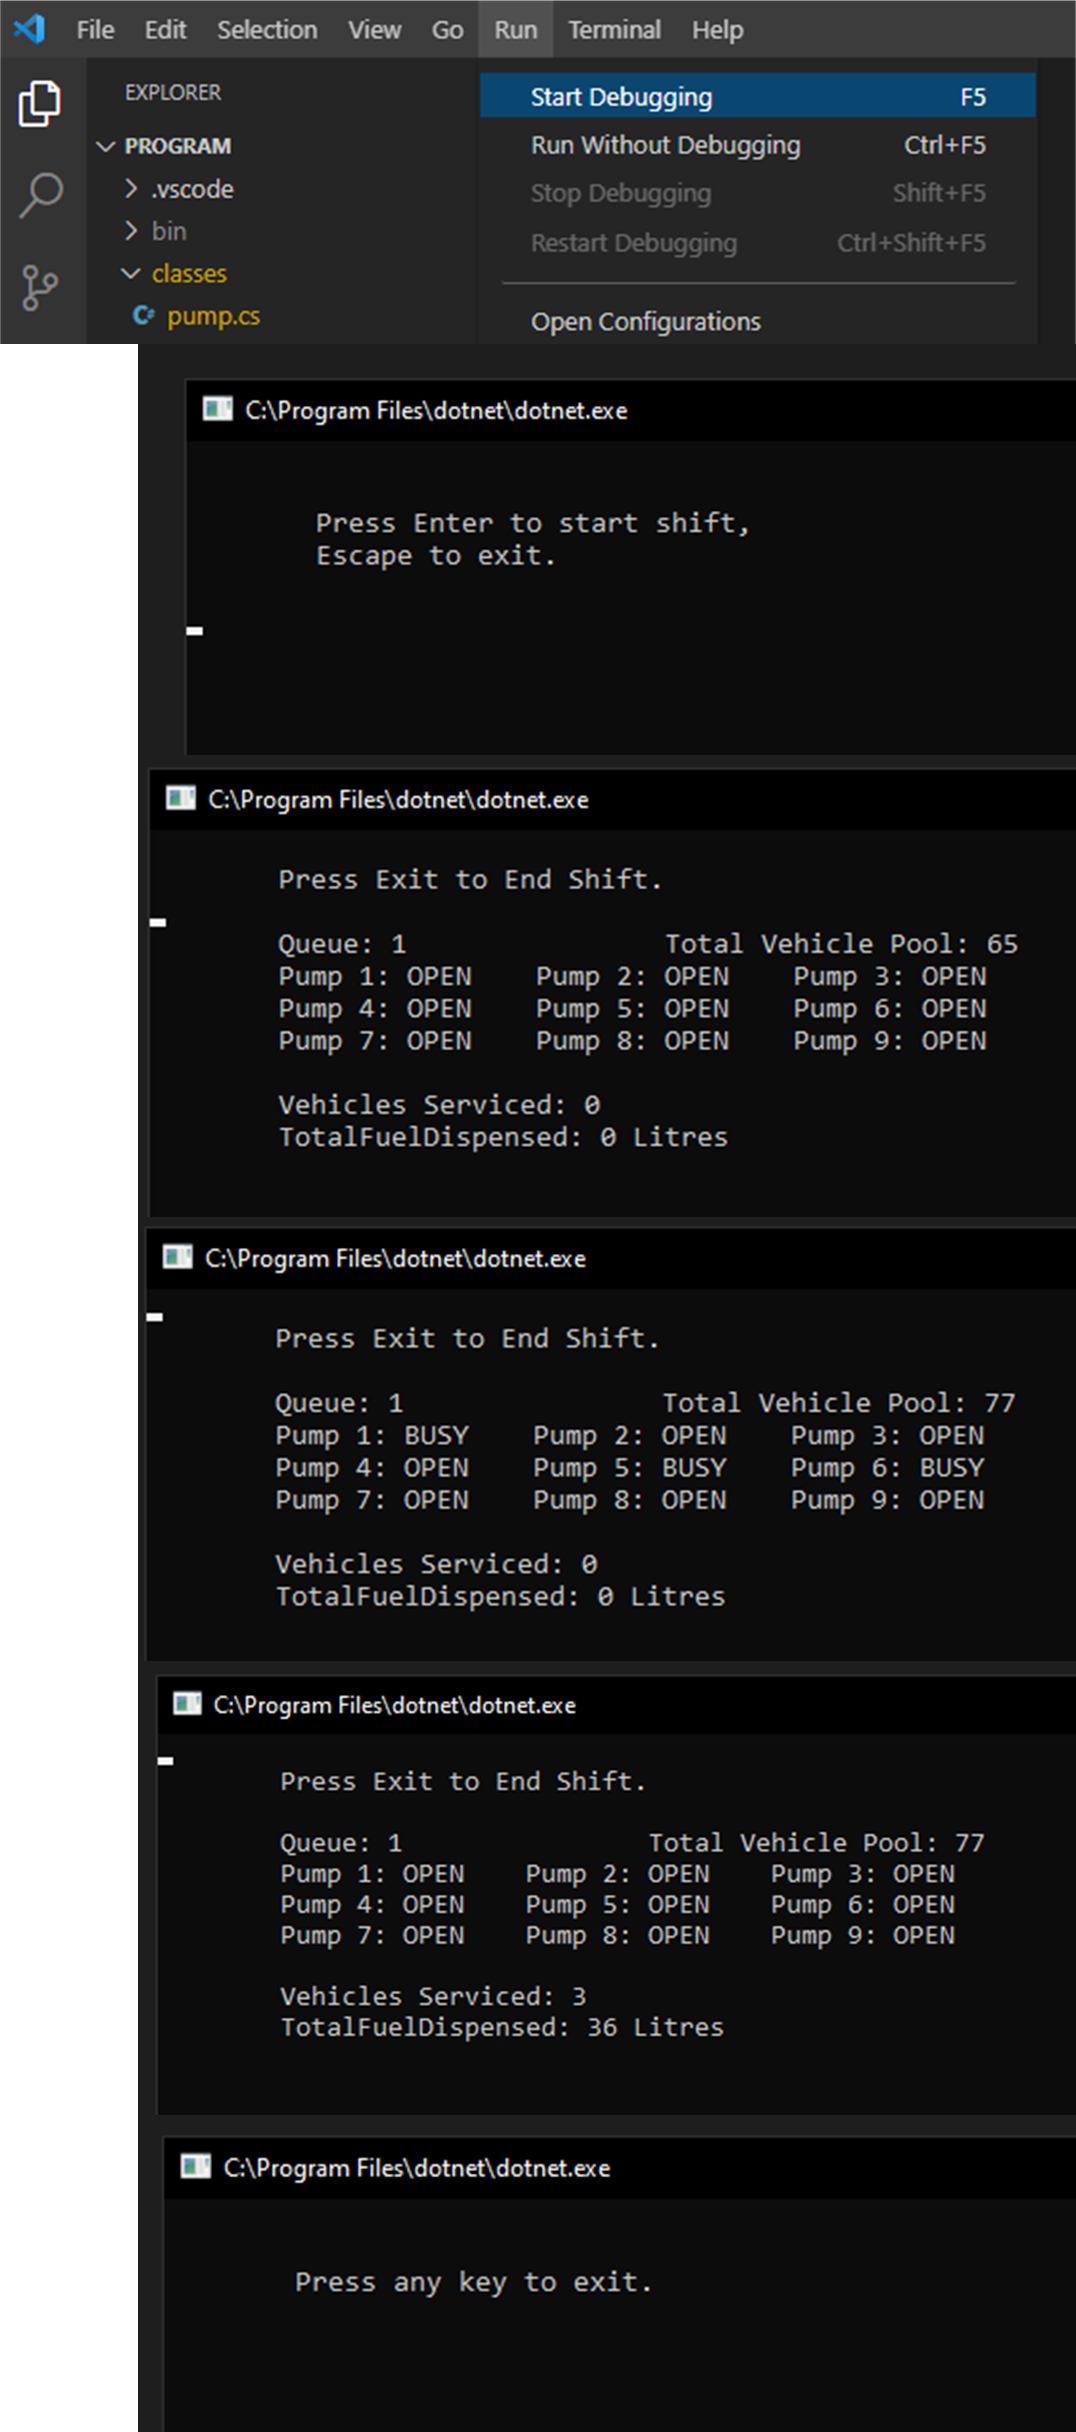 File Edit Selection View Go Run Terminal Help
EXPLORER
PROGRAM
.vscode
bin
classes
pump.cs
Start Debugging F5
Run Without Debugging Ctrl+F5
Stop Debugging Shift+F5
Restart Debugging Ctrl+Shift+F5
Open Configurations
C:\Program Files\dotnet\dotnet.exe
Press Enter to start shift,
Escape to exit.
C:\Program Files\dotnet\dotnet.exe
Press Exit to End Shift.
Queue: 1 Total Vehicle Pool: 65
Pump 1: OPEN Pump 2: OPEN Pump 3: OPEN
Pump 4: OPEN Pump 5: OPEN Pump 6: OPEN
Pump 7: OPEN Pump 8: OPEN Pump 9: OPEN
Vehicles Serviced: 0
TotalFuelDispensed: 0 Litres
C:\Program Files\dotnet\dotnet.exe
Press Exit to End Shift.
Queue: 1 Total Vehicle Pool: 77
Pump 1: BUSY Pump 2: OPEN Pump 3: OPEN
Pump 4: OPEN Pump 5: BUSY Pump 6: BUSY
Pump 7: OPEN Pump 8: OPEN Pump 9: OPEN
Vehicles Serviced: 0
TotalFuelDispensed: 0 Litres
C:\Program Files\dotnet\dotnet.exe
Press Exit to End Shift.
Queue: 1 Total Vehicle Pool: 77
Pump 1: OPEN Pump 2: OPEN Pump 3: OPEN
Pump 4: OPEN Pump 5: OPEN Pump 6: OPEN
Pump 7: OPEN Pump 8: OPEN Pump 9: OPEN
Vehicles Serviced: 3
TotalFuelDispensed: 36 Litres
C:\Program Files\dotnet\dotnet.exe
Press any key to exit.